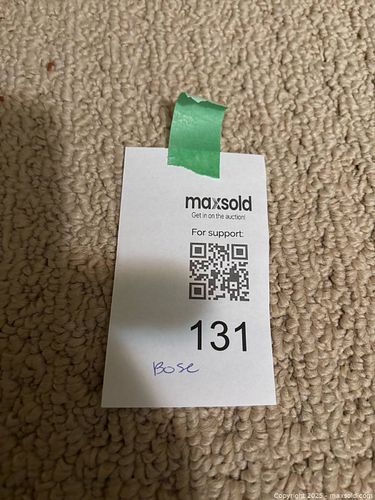 maxsold
Get in on the auction!
For support:
131
Bose
Copyright 2025 - maxsold.com